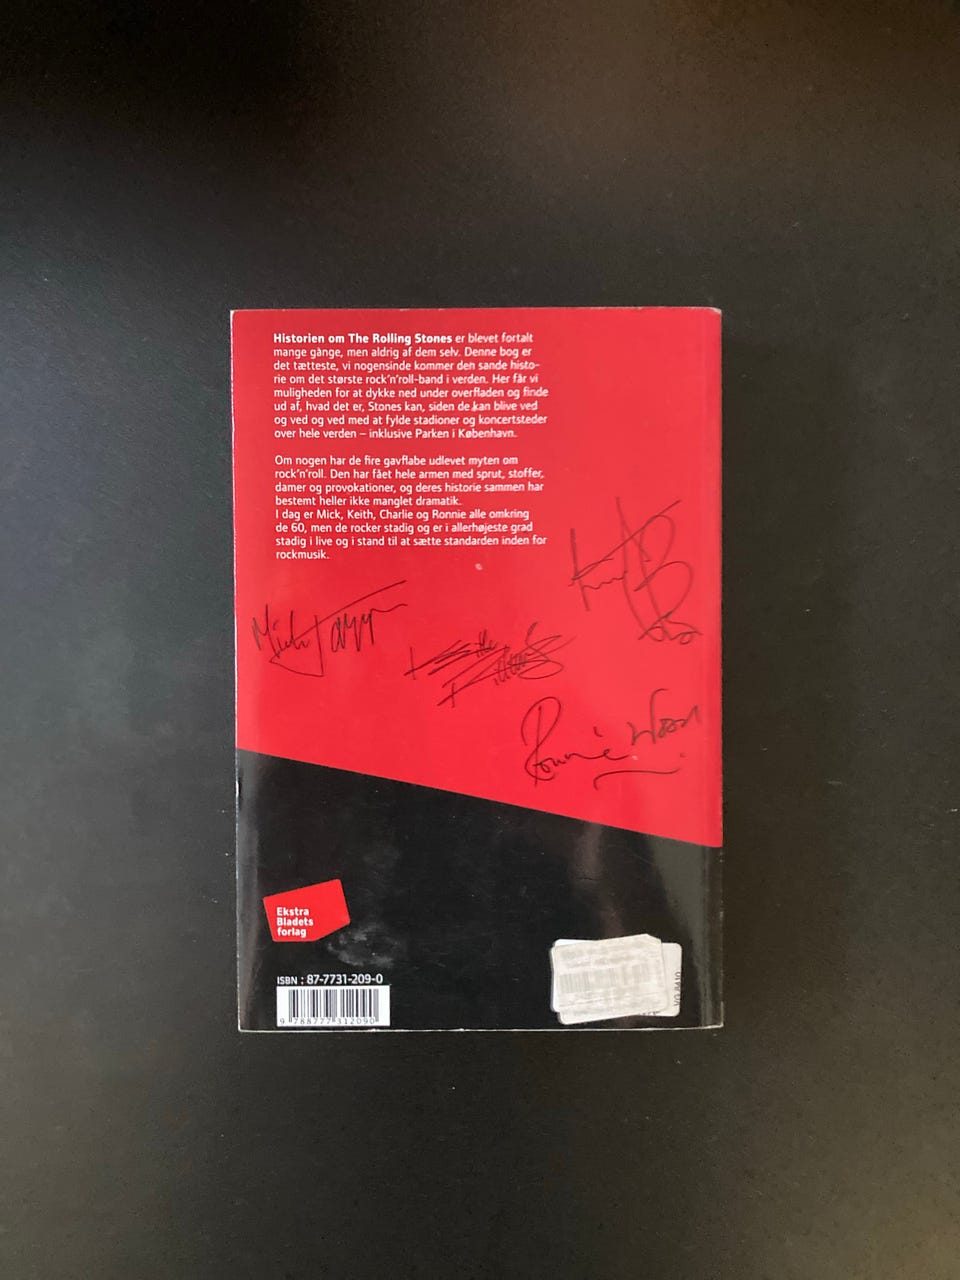 Historien om The Rolling Stones er blevet fortalt
mange gånge, men aldrig af dem selv. Denne bog er
det tætteste, vi nogensinde kommer den sande histo-
rie om det største rock'n'roll-band i verden. Her får vi
muligheden for at dykke ned under overfladen og finde
ud af, hvad det er, Stones kan, siden de kan blive ved
og ved og ved med at fylde stadioner og koncertsteder
over hele verden – inklusive Parken i København.
Om nogen har de fire gavflabe udlevet myten om
rock'n'roll. Den har fået hele armen med sprut, stoffer,
damer og provokationer, og deres historie sammen har
bestemt heller ikke manglet dramatik.
I dag er Mick, Keith, Charlie og Ronnie alle omkring
de 60, men de rocker stadig og er i allerhøjeste grad
stadig i live og i stand til at sætte standarden inden for
rockmusik.
Mick
Ronnie Wood
Ekstra
Bladets
forlag
ISBN : 87-7731-209-0
9 788777 312090